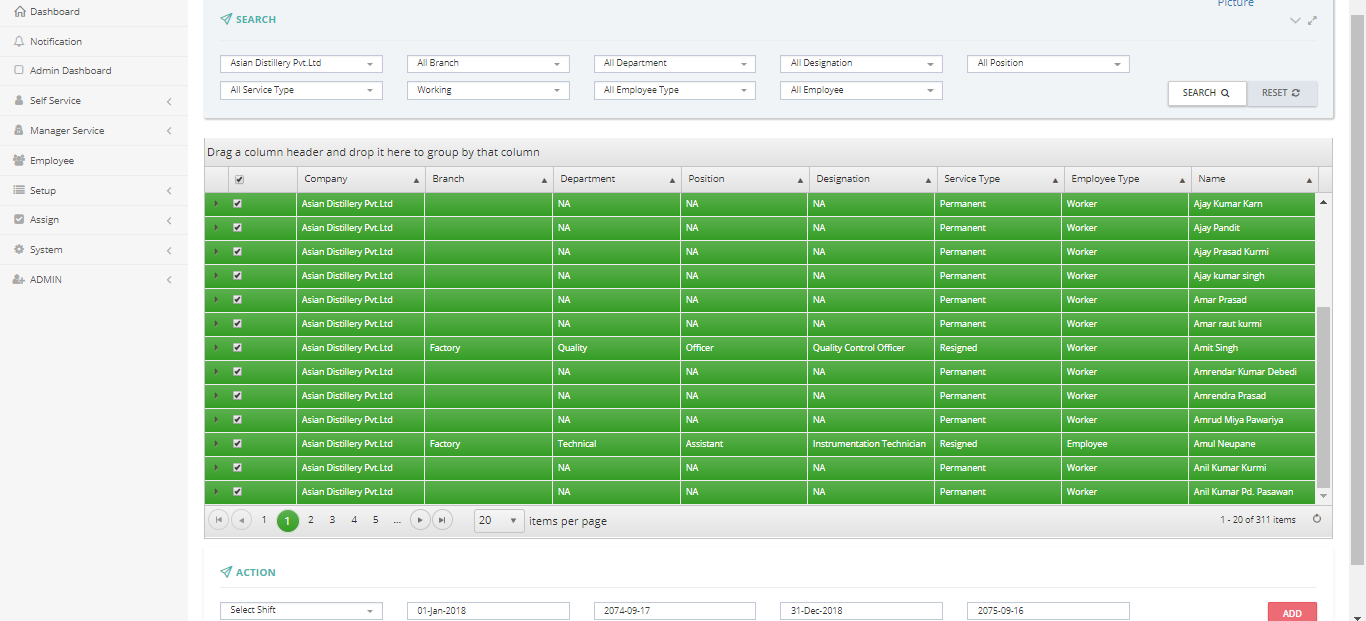 Picture
Dashboard
Notification
Admin Dashboard
Self Service
Manager Service
Employee
Setup
Assign
System
ADMIN
SEARCH
Asian Distillery Pvt.Ltd All Branch All Department All Designation All Position
All Service Type Working All Employee Type All Employee
SEARCH RESET
Drag a column header and drop it here to group by that column
Company Branch Department Position Designation Service Type Employee Type Name
Asian Distillery Pvt.Ltd NA NA NA Permanent Worker Ajay Kumar Karn
Asian Distillery Pvt.Ltd NA NA NA Permanent Worker Ajay Pandit
Asian Distillery Pvt.Ltd NA NA NA Permanent Worker Ajay Prasad Kurmi
Asian Distillery Pvt.Ltd NA NA NA Permanent Worker Ajay kumar singh
Asian Distillery Pvt.Ltd NA NA NA Permanent Worker Amar Prasad
Asian Distillery Pvt.Ltd NA NA NA Permanent Worker Amar raut kurmi
Asian Distillery Pvt.Ltd Factory Quality Officer Quality Control Officer Resigned Worker Amit Singh
Asian Distillery Pvt.Ltd NA NA NA Permanent Worker Amrendar Kumar Debedi
Asian Distillery Pvt.Ltd NA NA NA Permanent Worker Amrendra Prasad
Asian Distillery Pvt.Ltd NA NA NA Permanent Worker Amrud Miya Pawariya
Asian Distillery Pvt.Ltd Factory Technical Assistant Instrumentation Technician Resigned Employee Amul Neupane
Asian Distillery Pvt.Ltd NA NA NA Permanent Worker Anil Kumar Kurmi
Asian Distillery Pvt.Ltd NA NA NA Permanent Worker Anil Kumar Pd. Pasawan
1 1 2 3 4 5 ... 20 items per page 1 - 20 of 311 items
ACTION
Select Shift 01-Jan-2018 2074-09-17 31-Dec-2018 2075-09-16 ADD